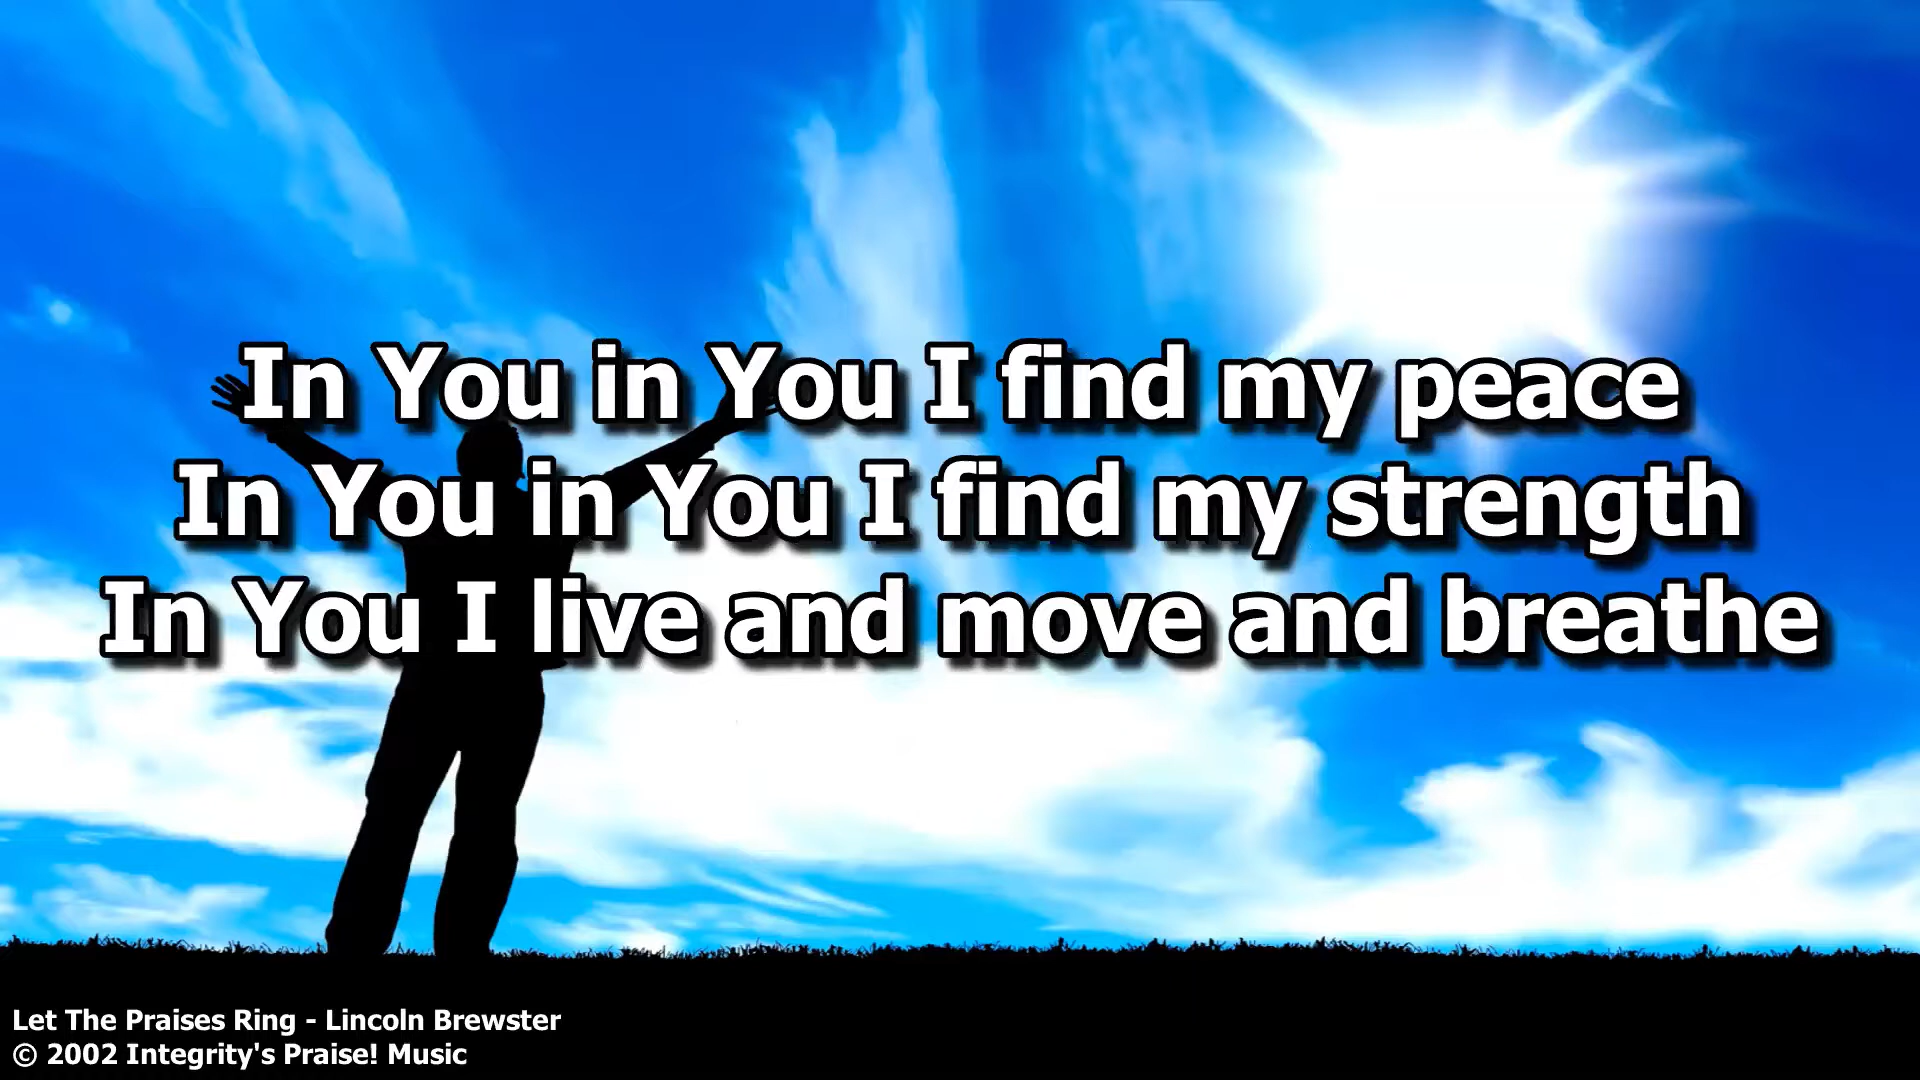 In You in You I find my peace
In You in You I find my strength
In You I live and move and breathe
Let The Praises Ring - Lincoln Brewster
© 2002 Integrity's Praise! Music